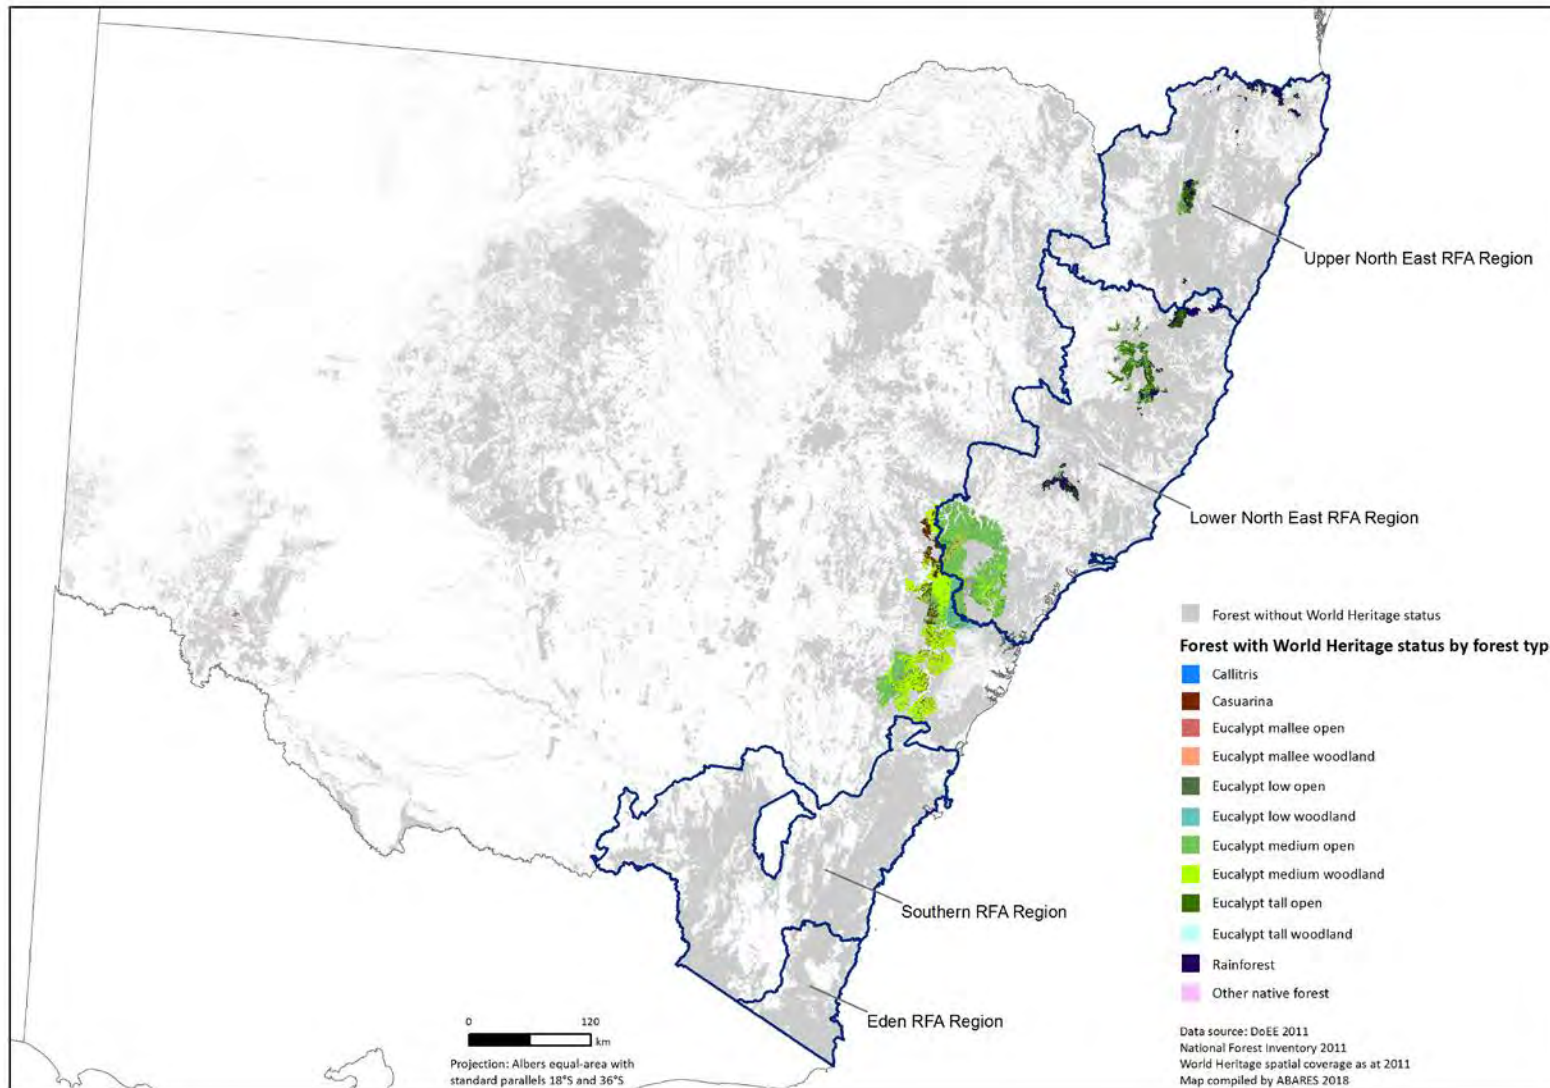 Upper North East RFA Region
Lower North East RFA Region
Forest without World Heritage status
Forest with World Heritage status by forest typ
Callitris
Casuarina
Eucalypt mallee open
Eucalypt mallee woodland
Eucalypt low open
Eucalypt low woodland
Eucalypt medium open
Eucalypt medium woodland
Eucalypt tall open
Eucalypt tall woodland
Rainforest
Other native forest
Southern RFA Region
Eden RFA Region
0 120
km
Projection: Albers equal-area with
standard parallels 18°S and 36°S
Data source: DoEE 2011
National Forest Inventory 2011
World Heritage spatial coverage as at 2011
Map compiled by ABARES 2018